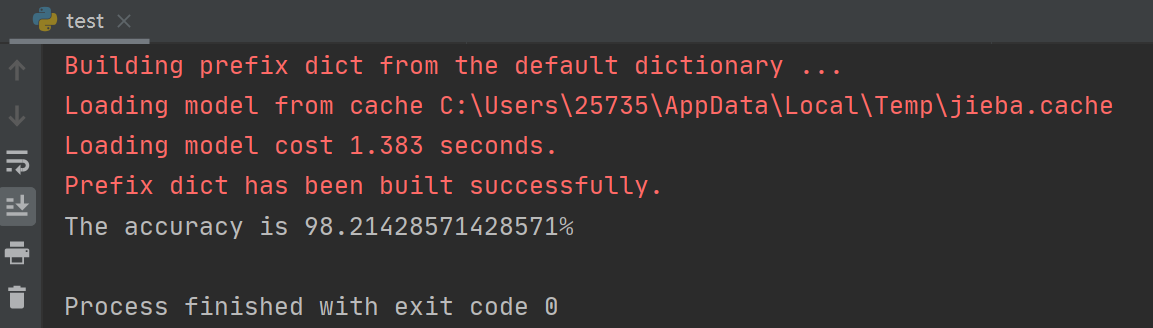 test
Building prefix dict from the default dictionary ...
Loading model from cache C:\Users\25735\AppData\Local\Temp\jieba.cache
Loading model cost 1.383 seconds.
Prefix dict has been built successfully.
The accuracy is 98.21428571428571%
Process finished with exit code 0